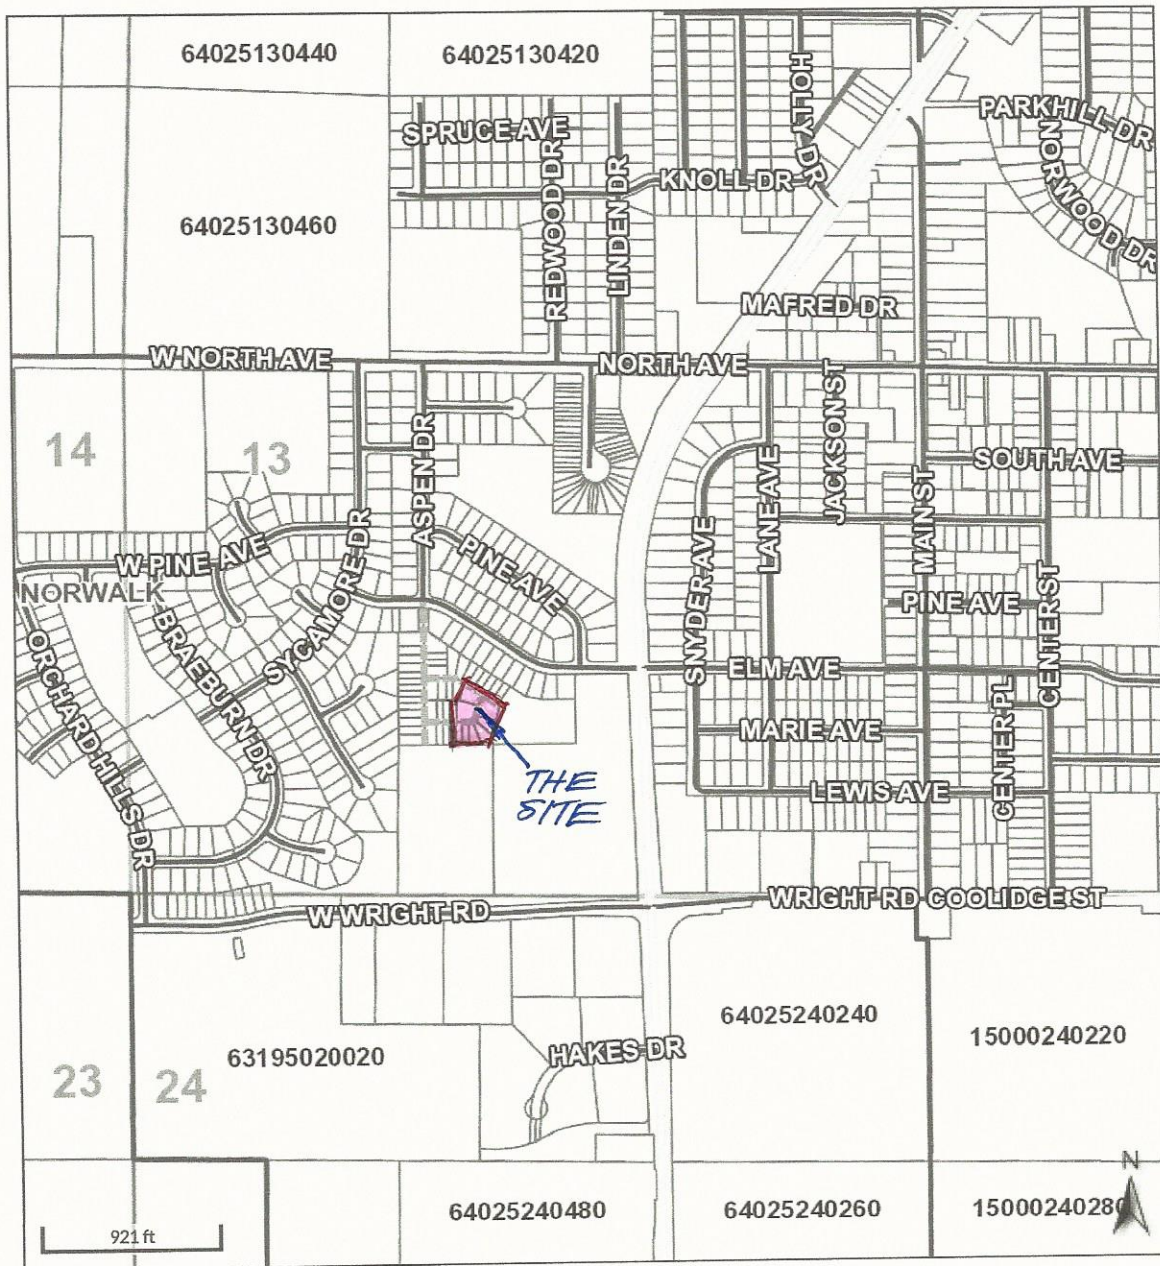 64025130440
64025130420
HOLLY DR
SPRUCE AVE
PARKHILL DR
NORWOOD DR
REDWOOD DR
LINDEN DR
KNOLL DR
64025130460
MAFRED DR
W NORTH AVE
NORTH AVE
JACKSON ST
14
13
ASPEN DR
SOUTH AVE
LANE AVE
MAIN ST
W PINE AVE
SYCAMORE DR
PINE AVE
SNYDER AVE
NORWALK
PINE AVE
CENTER ST
ORCHARD HILLS DR
BRAEBURN DR
ELM AVE
CENTER PL
MARIE AVE
THE
SITE
LEWIS AVE
W WRIGHT RD
WRIGHT RD
COOLIDGE ST
64025240240
15000240220
23
24
63195020020
HAKES DR
N
64025240480
64025240260
15000240280
921 ft